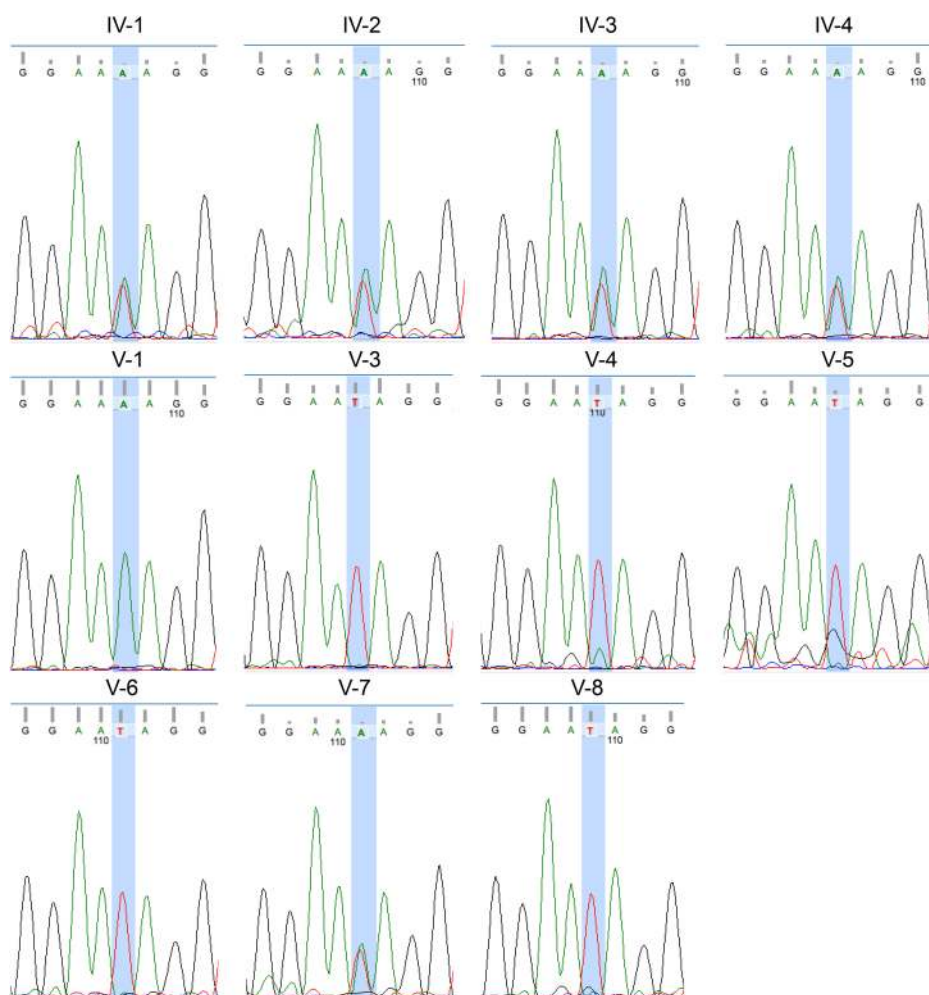 IV-1 IV-2 IV-3 IV-4
G G A A A A G G G G A A A A G G G G A A A A G G G G A A A A G G
110 110 110
V-1 V-3 V-4 V-5
G G A A A A G G G G A A T A G G G G A A T A G G G G A A T A G G
110 110
V-6 V-7 V-8
G G A A T A G G G G A A A A G G G G A A T A G G
110 110 110